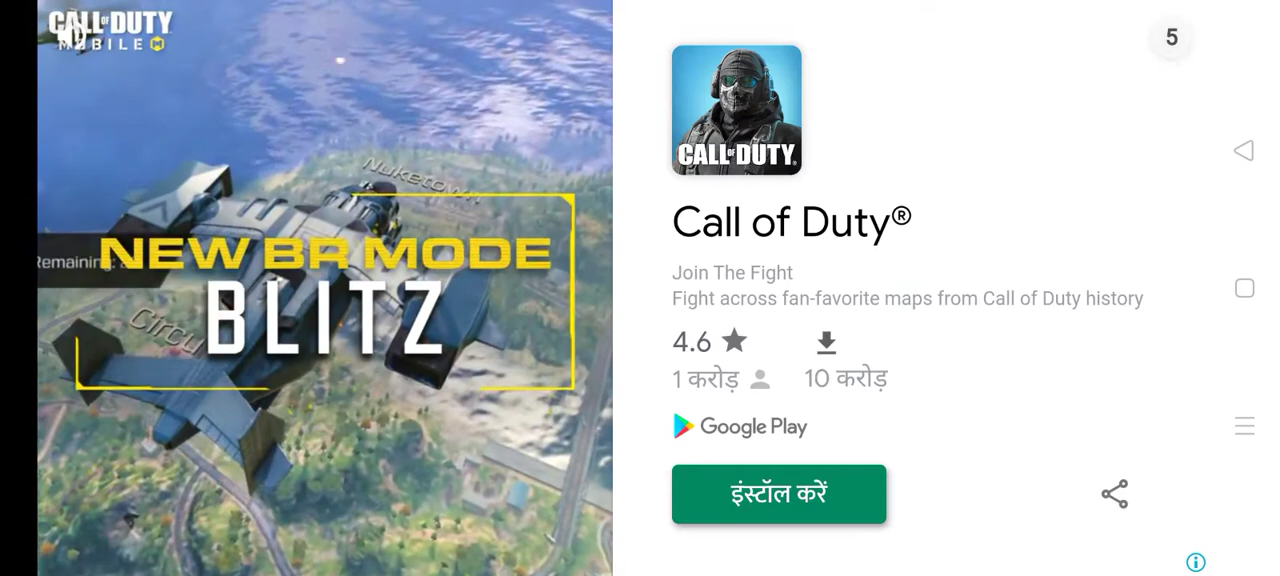 CALL OF DUTY
MOBILE
Nuketown
Remaining:
NEW BR MODE
BLITZ
Circu
5
CALL OF DUTY®
Call of Duty®
Join The Fight
Fight across fan-favorite maps from Call of Duty history
4.6
1 करोड़
10 करोड़
Google Play
इंस्टॉल करें